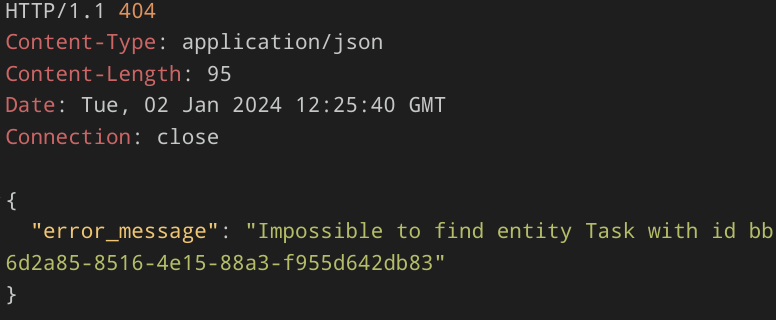 HTTP/1.1 404
Content-Type: application/json
Content-Length: 95
Date: Tue, 02 Jan 2024 12:25:40 GMT
Connection: close
{
"error_message": "Impossible to find entity Task with id bb
6d2a85-8516-4e15-88a3-f955d642db83"
}